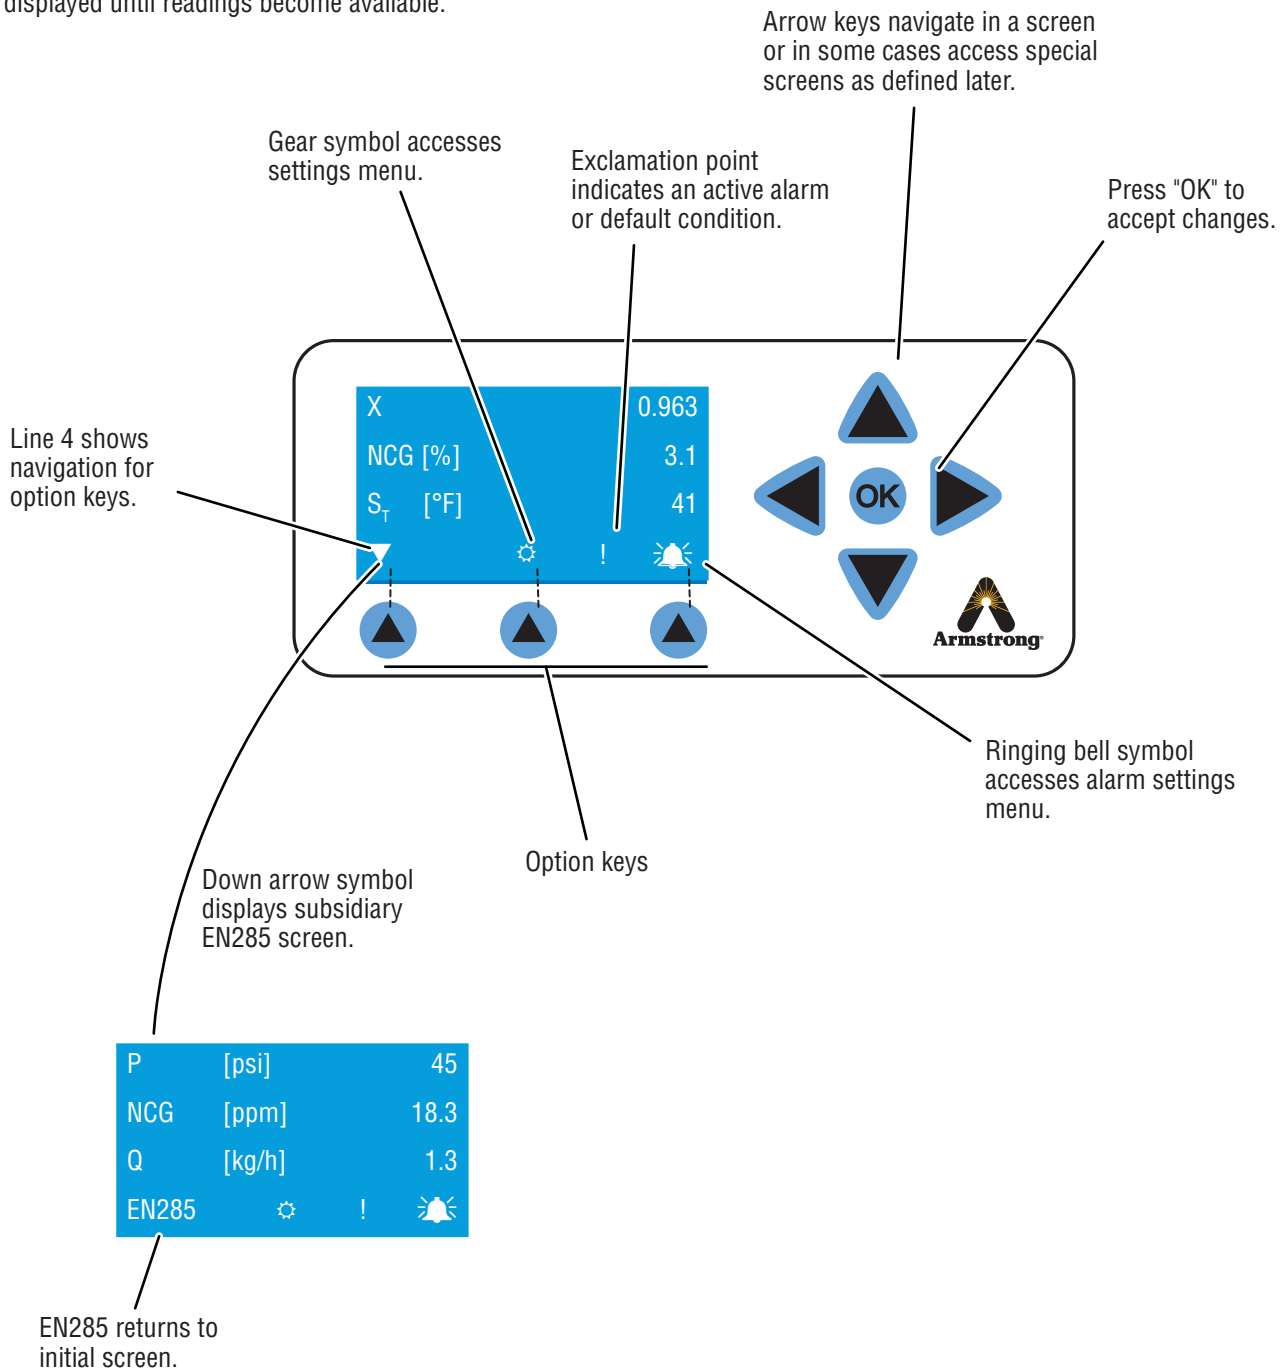 displayed until readings become available.
Arrow keys navigate in a screen
or in some cases access special
screens as defined later.
Gear symbol accesses
settings menu.
Exclamation point
indicates an active alarm
or default condition.
Press "OK" to
accept changes.
Line 4 shows
navigation for
option keys.
X 0.963
NCG [%] 3.1
ST [°F] 41
!
OK
Armstrong
Ringing bell symbol
accesses alarm settings
menu.
Option keys
Down arrow symbol
displays subsidiary
EN285 screen.
P [psi] 45
NCG [ppm] 18.3
Q [kg/h] 1.3
EN285 !
EN285 returns to
initial screen.